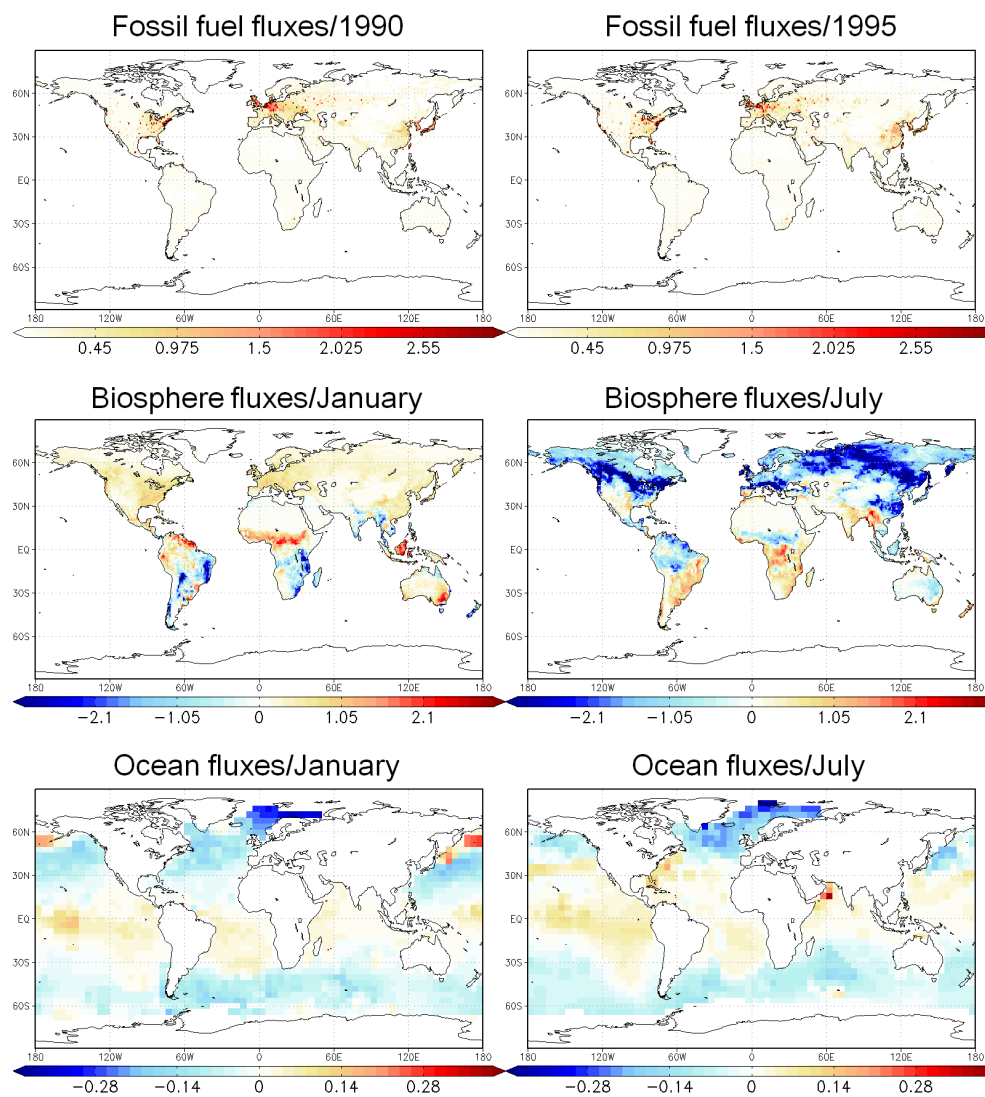 Fossil fuel fluxes/1990
Fossil fuel fluxes/1995
60N
30N
EQ
30S
60S
180 120W 60W 0 60E 120E 180
0.45 0.975 1.5 2.025 2.55
60N
30N
EQ
30S
60S
180 120W 60W 0 60E 120E 180
0.45 0.975 1.5 2.025 2.55
Biosphere fluxes/January
Biosphere fluxes/July
60N
30N
EQ
30S
60S
180 120W 60W 0 60E 120E 180
−2.1 −1.05 0 1.05 2.1
60N
30N
EQ
30S
60S
180 120W 60W 0 60E 120E 180
−2.1 −1.05 0 1.05 2.1
Ocean fluxes/January
Ocean fluxes/July
60N
30N
EQ
30S
60S
180 120W 60W 0 60E 120E 180
−0.28 −0.14 0 0.14 0.28
60N
30N
EQ
30S
60S
180 120W 60W 0 60E 120E 180
−0.28 −0.14 0 0.14 0.28